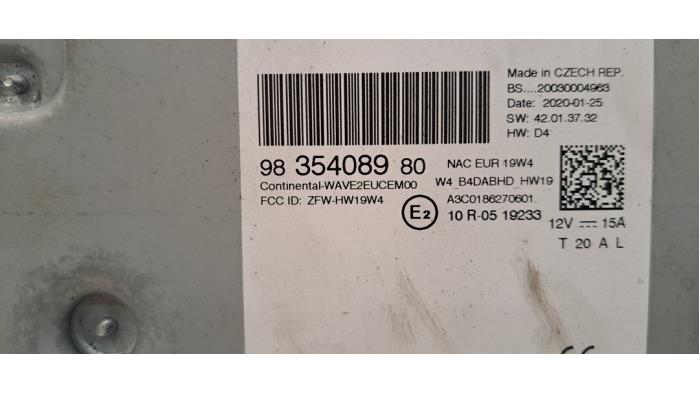 Made in CZECH REP.
BS....20030004963
Date: 2020-01-25
SW: 42.01.37.32
HW: D4
98 354089 80
NAC EUR 19W4
Continental-WAVE2EUCEM00
W4_B4DABHD_HW19
FCC ID: ZFW-HW19W4
A3C0186270601.
E2
10 R-05 19233
12V 15A
T 20 A L